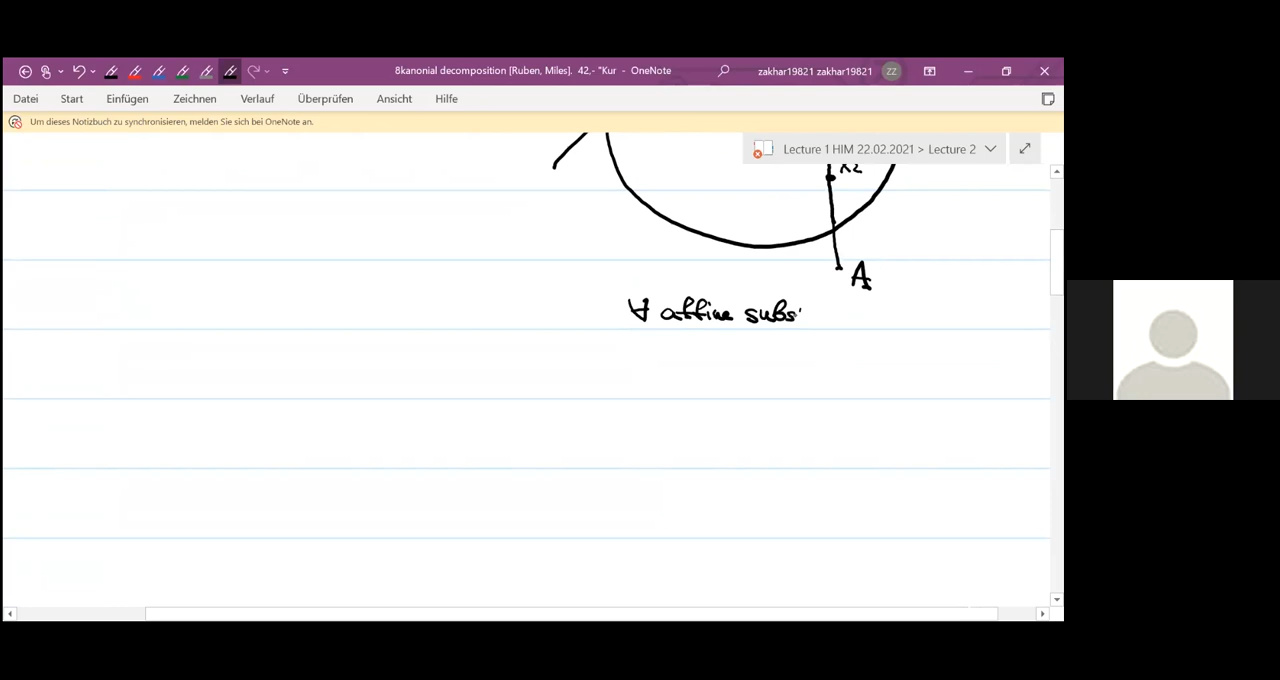 8kanonial decomposition [Ruben, Miles]. 42,- "Kur - OneNote
zakhar19821 zakhar19821
ZZ
Datei Start Einfügen Zeichnen Verlauf Überprüfen Ansicht Hilfe
Um dieses Notizbuch zu synchronisieren, melden Sie sich bei OneNote an.
Lecture 1 HIM 22.02.2021 > Lecture 2
x2
A
∀ affine subs